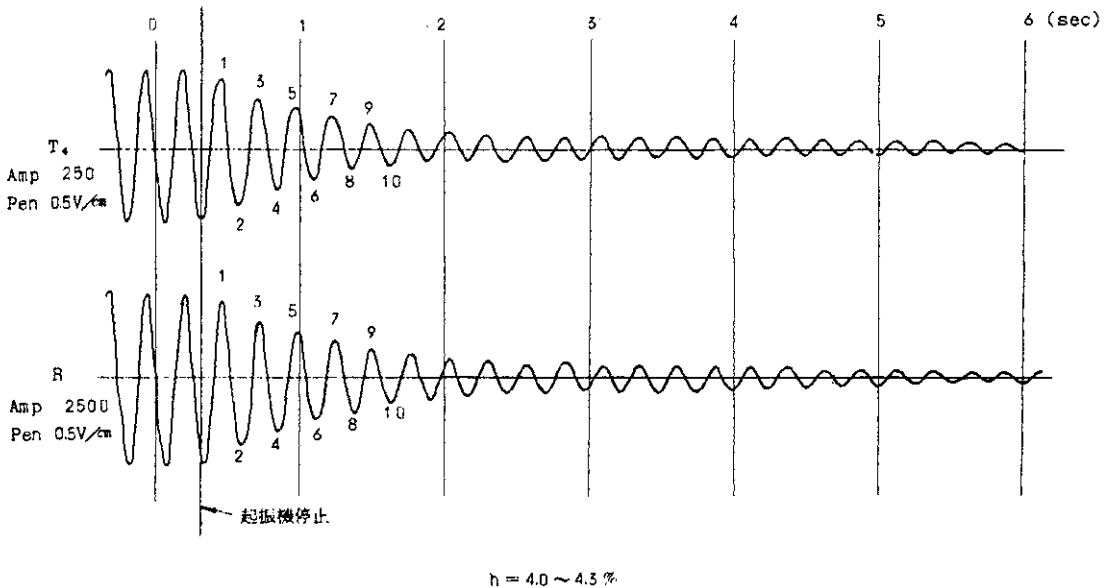 0 1 2 3 4 5 6 (sec)
1 3 5 7 9
T₄
Amp 250
Pen 0.5V/cm
2 4 6 8 10
1 3 5 7 9
R
Amp 2500
Pen 0.5V/cm
2 4 6 8 10
起振機停止
h = 4.0 ~ 4.3 %